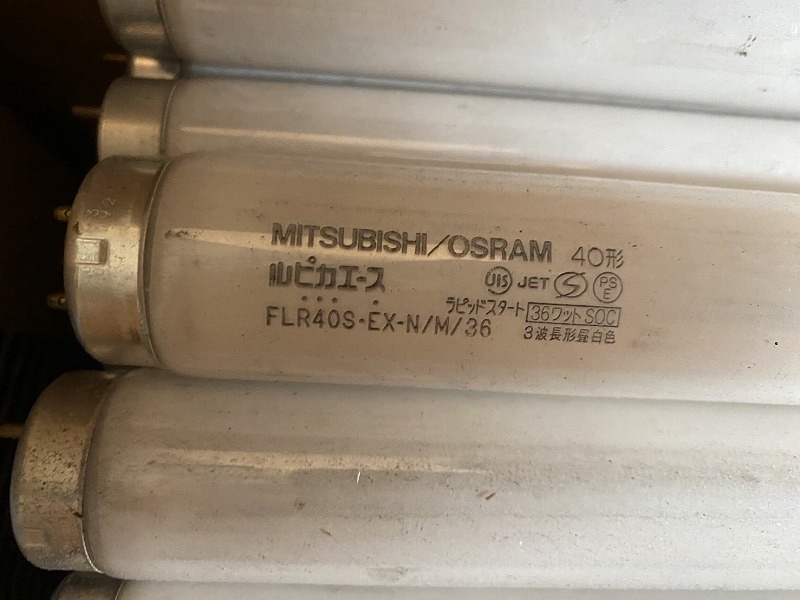 MITSUBISHI/OSRAM 40形
ルピカエース JIS JET PSE
ラピッドスタート 36ワットSOC
FLR40S・EX-N/M/36 3波長形昼白色